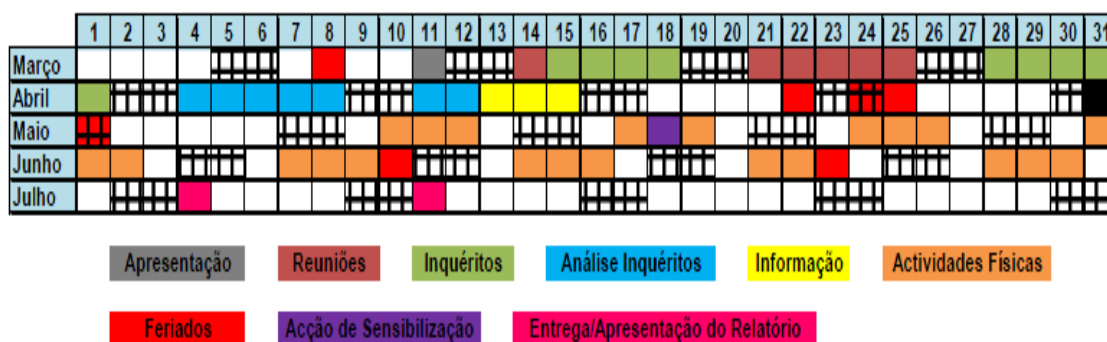 1 2 3 4 5 6 7 8 9 10 11 12 13 14 15 16 17 18 19 20 21 22 23 24 25 26 27 28 29 30 31
Março
Abril
Maio
Junho
Julho
Apresentação Reuniões Inquéritos Análise Inquéritos Informação Actividades Físicas
Feriados Acção de Sensibilização Entrega/Apresentação do Relatório